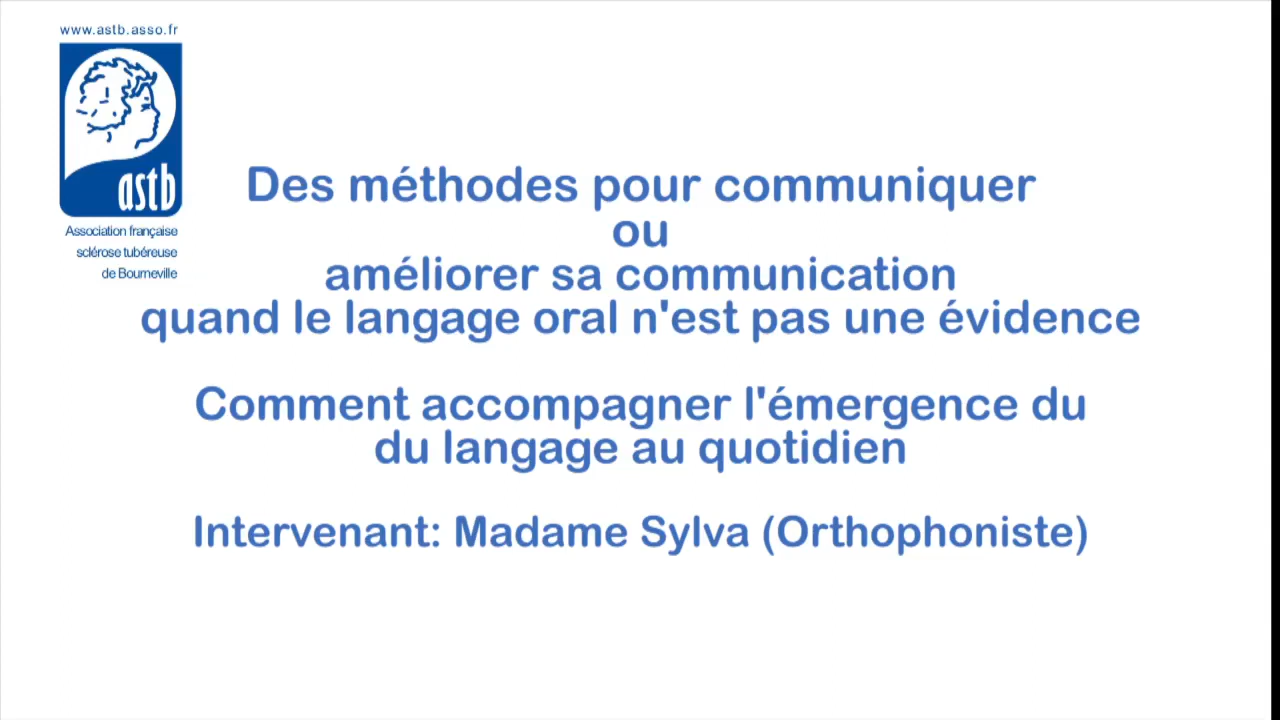 www.astb.asso.fr
astb
Association française
sclérose tubéreuse
de Bourneville
Des méthodes pour communiquer
ou
améliorer sa communication
quand le langage oral n'est pas une évidence
Comment accompagner l'émergence du
du langage au quotidien
Intervenant: Madame Sylva (Orthophoniste)